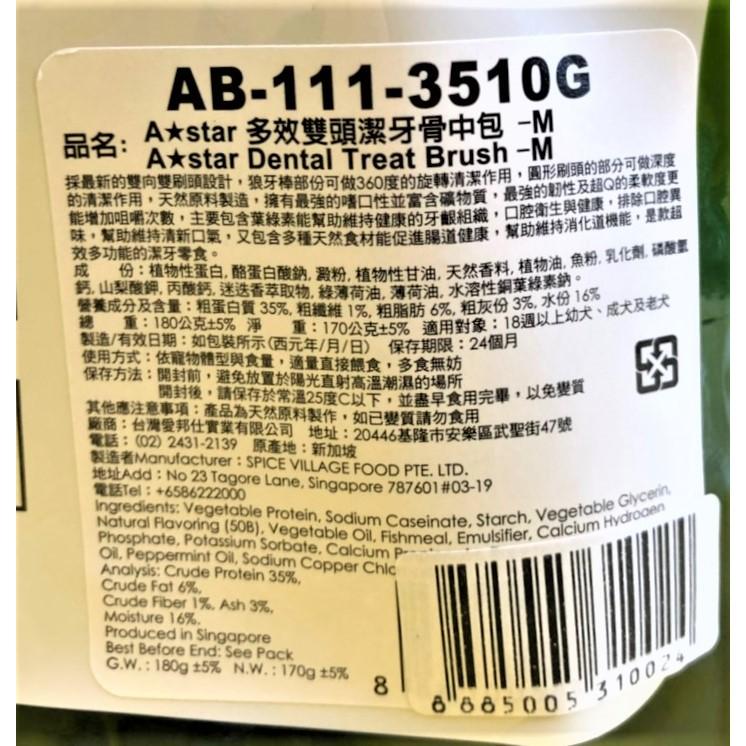 AB-111-3510G
品名: A★star 多效雙頭潔牙骨中包 -M
A★star Dental Treat Brush -M
採最新的雙向雙刷頭設計，狼牙棒部份可做360度的旋轉清潔作用，圓形刷頭的部分可做深度
的清潔作用，天然原料製造，擁有最強的嗜口性並富含礦物質，最強的韌性及超Q的柔軟度更
能增加咀嚼次數，主要包含葉綠素能幫助維持健康的牙齦組織，口腔衛生與健康，排除口腔異
味，幫助維持清新口氣，又包含多種天然食材能促進腸道健康，幫助維持消化道機能，是款超
效多功能的潔牙零食。
成　份：植物性蛋白, 酪蛋白酸鈉, 澱粉, 植物性甘油, 天然香料, 植物油, 魚粉, 乳化劑, 磷酸氫
鈣, 山梨酸鉀, 丙酸鈣, 迷迭香萃取物, 綠薄荷油, 薄荷油, 水溶性銅葉綠素鈉。
營養成分及含量：粗蛋白質 35%, 粗纖維 1%, 粗脂肪 6%, 粗灰份 3%, 水份 16%
總　重：180公克±5%  淨　重：170公克±5%  適用對象：18週以上幼犬、成犬及老犬
製造/有效日期：如包裝所示(西元年/月/日)  保存期限：24個月
使用方式：依寵物體型與食量，適量直接餵食，多食無妨
保存方法：開封前，避免放置於陽光直射高溫潮濕的場所
開封後，請保存於常溫25度C以下，並盡早食用完畢，以免變質
其他應注意事項：產品為天然原料製作，如已變質請勿食用
廠商：台灣愛邦仕實業有限公司  地址：20446基隆市安樂區武聖街47號
電話：(02) 2431-2139  原產地：新加坡
製造者Manufacturer：SPICE VILLAGE FOOD PTE. LTD.
地址Add：No 23 Tagore Lane, Singapore 787601#03-19
電話Tel：+6586222000
Ingredients: Vegetable Protein, Sodium Caseinate, Starch, Vegetable Glycerin,
Natural Flavoring (50B), Vegetable Oil, Fishmeal, Emulsifier, Calcium Hydrogen
Phosphate, Potassium Sorbate, Calcium
Oil, Peppermint Oil, Sodium Copper
Analysis: Crude Protein 35%,
Crude Fat 6%,
Crude Fiber 1%, Ash 3%,
Moisture 16%.
Produced in Singapore
Best Before End: See Pack
G.W. : 180g ±5%  N.W. : 170g ±5%
8
8 885005 310024